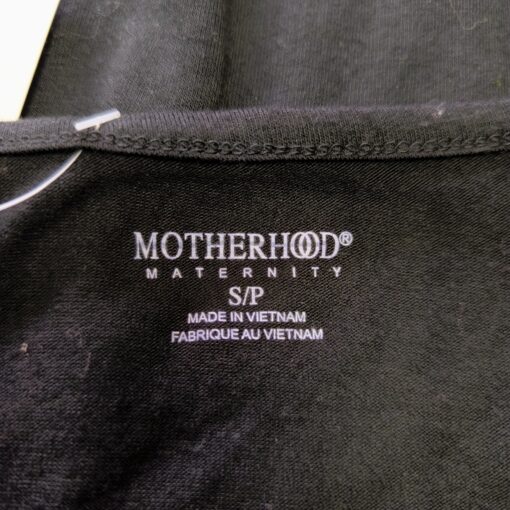 MOTHERHOOD®
MATERNITY
S/P
MADE IN VIETNAM
FABRIQUE AU VIETNAM